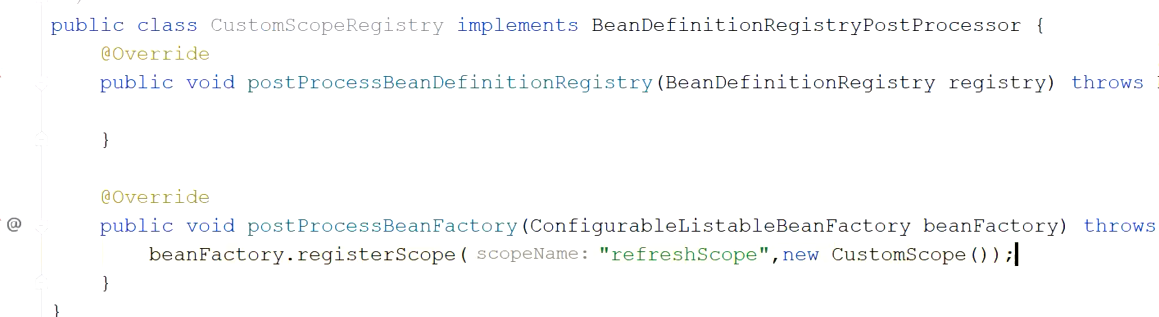 public class CustomScopeRegistry implements BeanDefinitionRegistryPostProcessor {
@Override
public void postProcessBeanDefinitionRegistry(BeanDefinitionRegistry registry) throws
}
@Override
@ public void postProcessBeanFactory(ConfigurableListableBeanFactory beanFactory) throws
beanFactory.registerScope( scopeName: "refreshScope",new CustomScope());
}
}